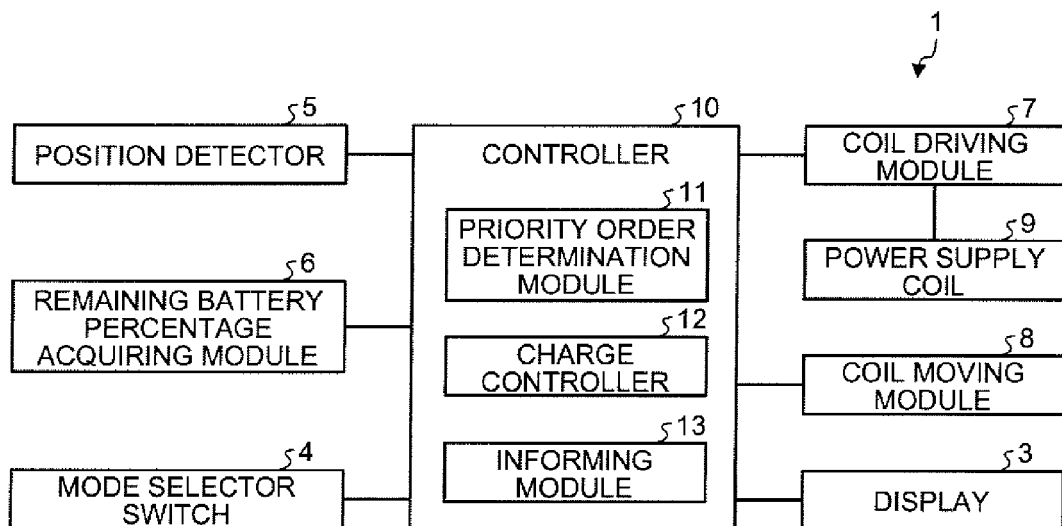 1
5
POSITION DETECTOR
6
REMAINING BATTERY
PERCENTAGE
ACQUIRING MODULE
4
MODE SELECTOR
SWITCH
10
CONTROLLER
11
PRIORITY ORDER
DETERMINATION
MODULE
12
CHARGE
CONTROLLER
13
INFORMING
MODULE
7
COIL DRIVING
MODULE
9
POWER SUPPLY
COIL
8
COIL MOVING
MODULE
3
DISPLAY